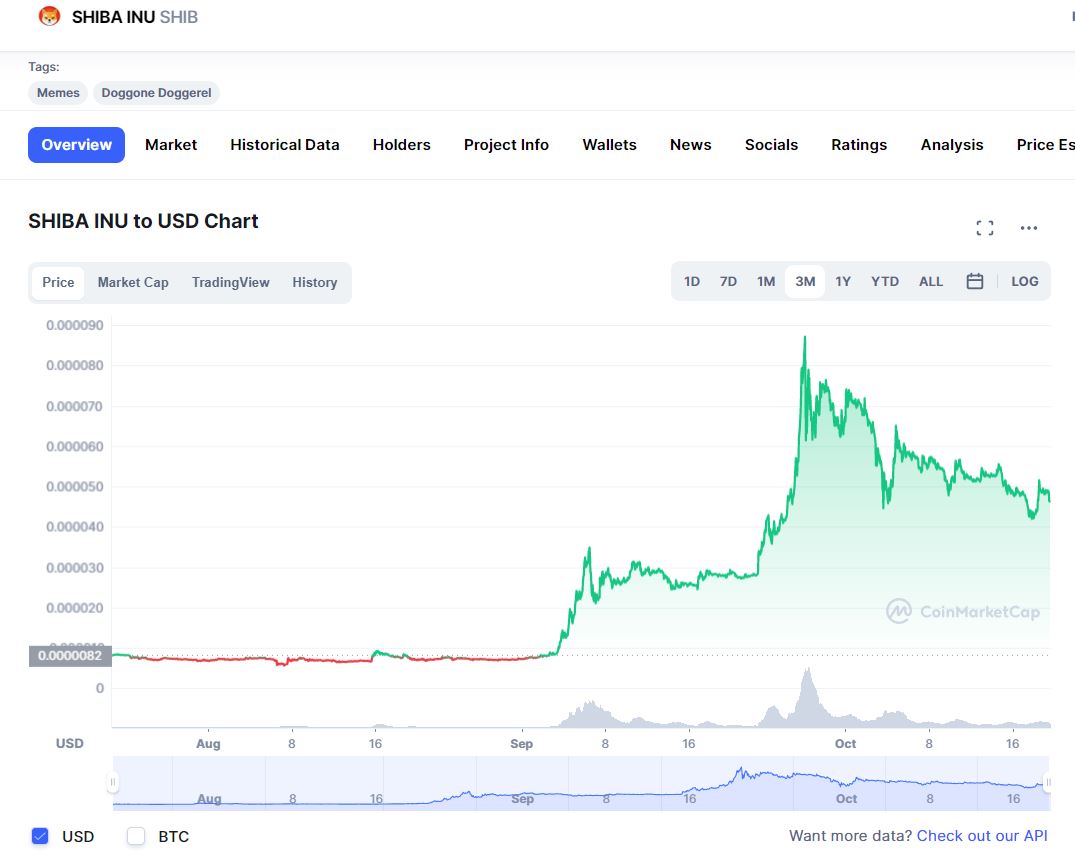 SHIBA INU SHIB
Tags:
Memes Doggone Doggerel
Overview Market Historical Data Holders Project Info Wallets News Socials Ratings Analysis Price Es
SHIBA INU to USD Chart
Price Market Cap TradingView History 1D 7D 1M 3M 1Y YTD ALL LOG
0.000090
0.000080
0.000070
0.000060
0.000050
0.000040
0.000030
0.000020
CoinMarketCap
0.0000082
0
USD Aug 8 16 Sep 8 16 Oct 8 16
Aug 8 16 Sep 8 16 Oct 8 16
USD BTC Want more data? Check out our API